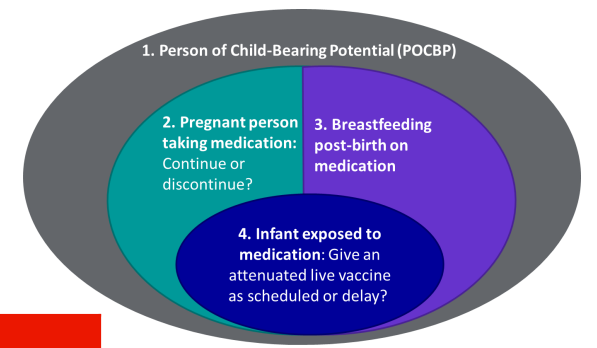 1. Person of Child-Bearing Potential (POCBP)
2. Pregnant person
taking medication:
Continue or
discontinue?
3. Breastfeeding
post-birth on
medication
4. Infant exposed to
medication: Give an
attenuated live vaccine
as scheduled or delay?